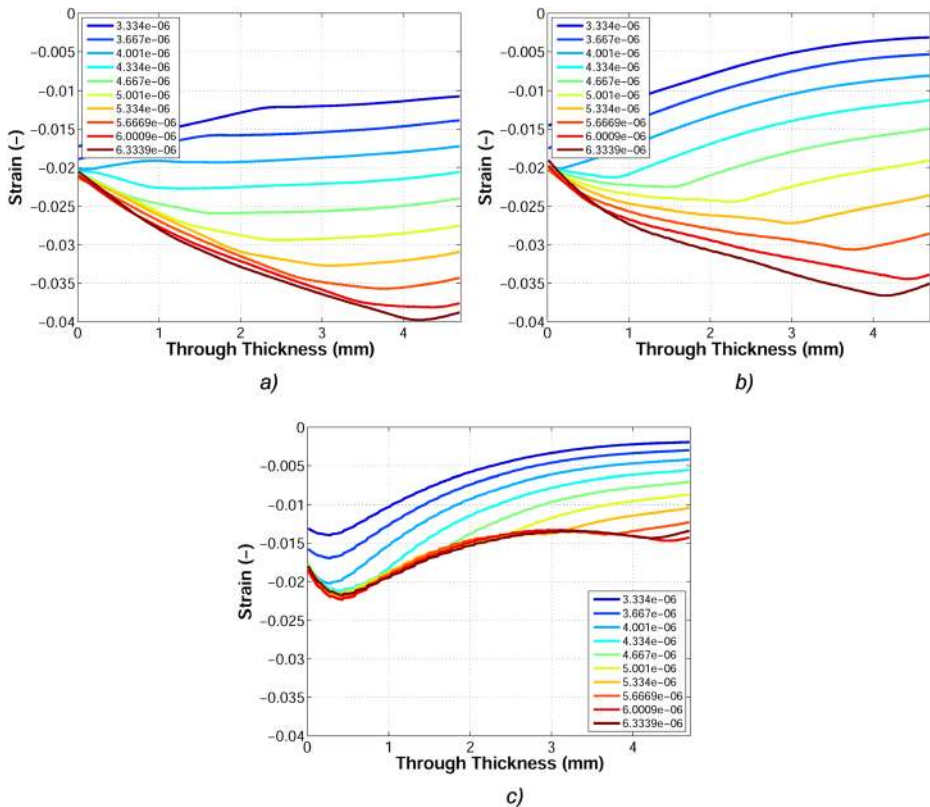 0
−0.005
−0.01
−0.015
−0.02
−0.025
−0.03
−0.035
−0.04
Strain (−)
3.334e−06
3.667e−06
4.001e−06
4.334e−06
4.667e−06
5.001e−06
5.334e−06
5.6669e−06
6.0009e−06
6.3339e−06
0 1 2 3 4
Through Thickness (mm)
a)
0
−0.005
−0.01
−0.015
−0.02
−0.025
−0.03
−0.035
−0.04
Strain (−)
3.334e−06
3.667e−06
4.001e−06
4.334e−06
4.667e−06
5.001e−06
5.334e−06
5.6669e−06
6.0009e−06
6.3339e−06
0 1 2 3 4
Through Thickness (mm)
b)
0
−0.005
−0.01
−0.015
−0.02
−0.025
−0.03
−0.035
−0.04
Strain (−)
3.334e−06
3.667e−06
4.001e−06
4.334e−06
4.667e−06
5.001e−06
5.334e−06
5.6669e−06
6.0009e−06
6.3339e−06
0 1 2 3 4
Through Thickness (mm)
c)